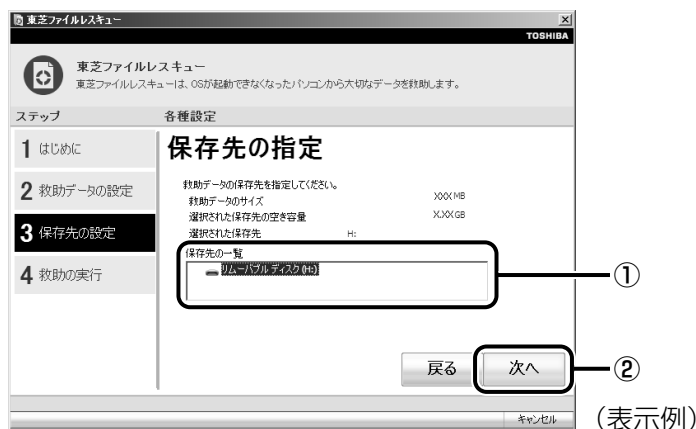 東芝ファイルレスキュー
TOSHIBA
東芝ファイルレスキュー
東芝ファイルレスキューは、OSが起動できなくなったパソコンから大切なデータを救助します。
ステップ
各種設定
1 はじめに
2 救助データの設定
3 保存先の設定
4 救助の実行
保存先の指定
救助データの保存先を指定してください。
救助データのサイズ XXX MB
選択された保存先の空き容量 X.XX GB
選択された保存先 H:
保存先の一覧
リムーバブル ディスク (H:)
①
戻る
次へ
②
キャンセル
(表示例)